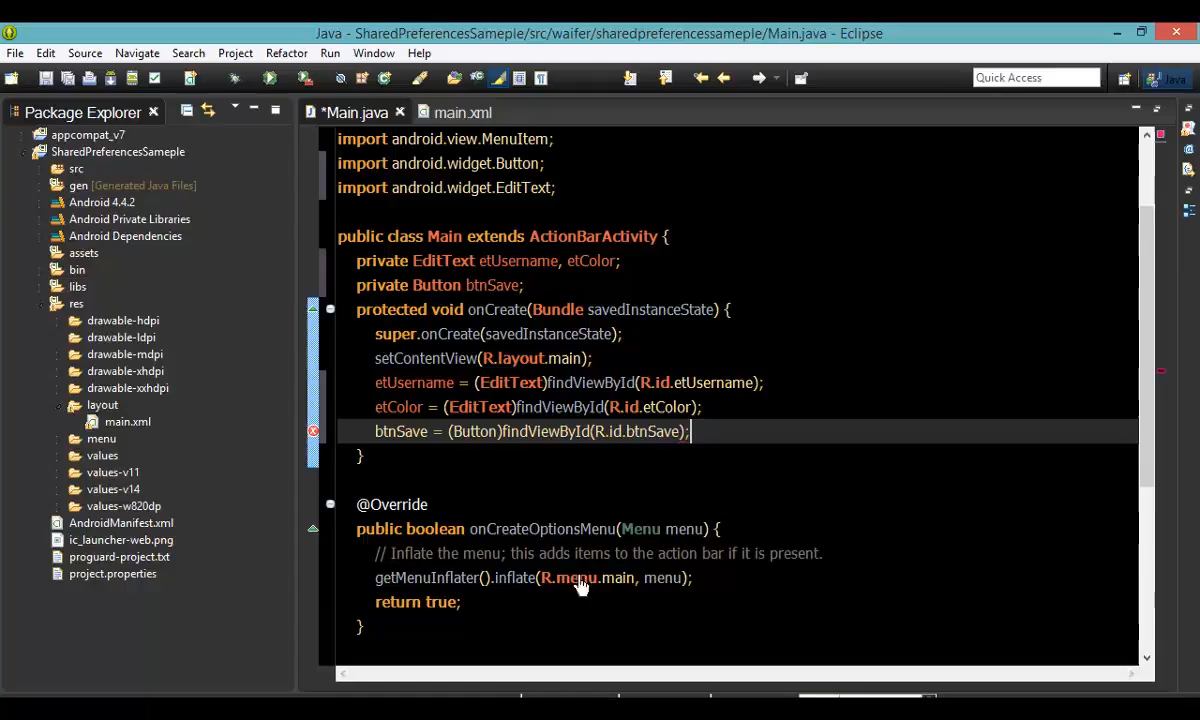 Java - SharedPreferencesSameple/src/waifer/sharedpreferencessameple/Main.java - Eclipse
File Edit Source Navigate Search Project Refactor Run Window Help
Quick Access
Java
Package Explorer
appcompat_v7
SharedPreferencesSameple
src
gen [Generated Java Files]
Android 4.4.2
Android Private Libraries
Android Dependencies
assets
bin
libs
res
drawable-hdpi
drawable-ldpi
drawable-mdpi
drawable-xhdpi
drawable-xxhdpi
layout
main.xml
menu
values
values-v11
values-v14
values-w820dp
AndroidManifest.xml
ic_launcher-web.png
proguard-project.txt
project.properties
*Main.java main.xml
import android.view.MenuItem;
import android.widget.Button;
import android.widget.EditText;
public class Main extends ActionBarActivity {
private EditText etUsername, etColor;
private Button btnSave;
protected void onCreate(Bundle savedInstanceState) {
super.onCreate(savedInstanceState);
setContentView(R.layout.main);
etUsername = (EditText)findViewById(R.id.etUsername);
etColor = (EditText)findViewById(R.id.etColor);
btnSave = (Button)findViewById(R.id.btnSave);
}
@Override
public boolean onCreateOptionsMenu(Menu menu) {
// Inflate the menu; this adds items to the action bar if it is present.
getMenuInflater().inflate(R.menu.main, menu);
return true;
}